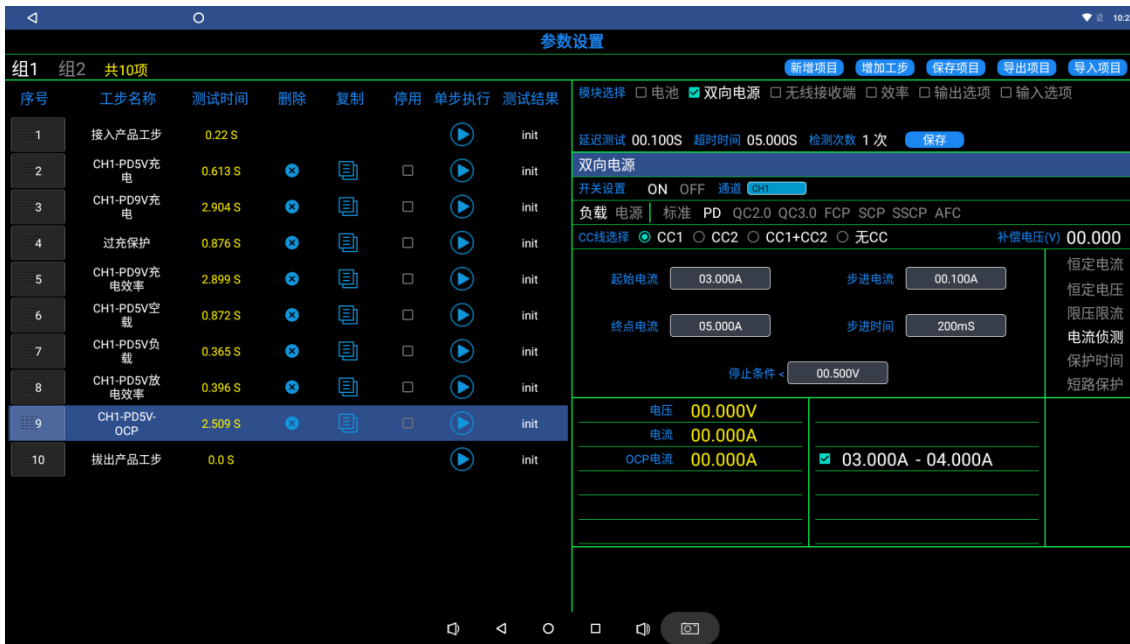 10:2
参数设置
组1 组2 共10项 新增项目 增加工步 保存项目 导出项目 导入项目
序号 工步名称 测试时间 删除 复制 停用 单步执行 测试结果
1 接入产品工步 0.22 S init
2 CH1-PD5V充电 0.613 S init
3 CH1-PD9V充电 2.904 S init
4 过充保护 0.876 S init
5 CH1-PD9V充电效率 2.899 S init
6 CH1-PD5V空载 0.872 S init
7 CH1-PD5V负载 0.365 S init
8 CH1-PD5V放电效率 0.396 S init
9 CH1-PD5V-OCP 2.509 S init
10 拔出产品工步 0.0 S init
模块选择 电池 双向电源 无线接收端 效率 输出选项 输入选项
延迟测试 00.100S 超时时间 05.000S 检测次数 1 次 保存
双向电源
开关设置 ON OFF 通道 CH1
负载 电源 标准 PD QC2.0 QC3.0 FCP SCP SSCP AFC
CC线选择 CC1 CC2 CC1+CC2 无CC 补偿电压(V) 00.000
起始电流 03.000A 步进电流 00.100A
终点电流 05.000A 步进时间 200mS
停止条件 < 00.500V
恒定电流
恒定电压
限压限流
电流侦测
保护时间
短路保护
电压 00.000V
电流 00.000A
OCP电流 00.000A 03.000A - 04.000A